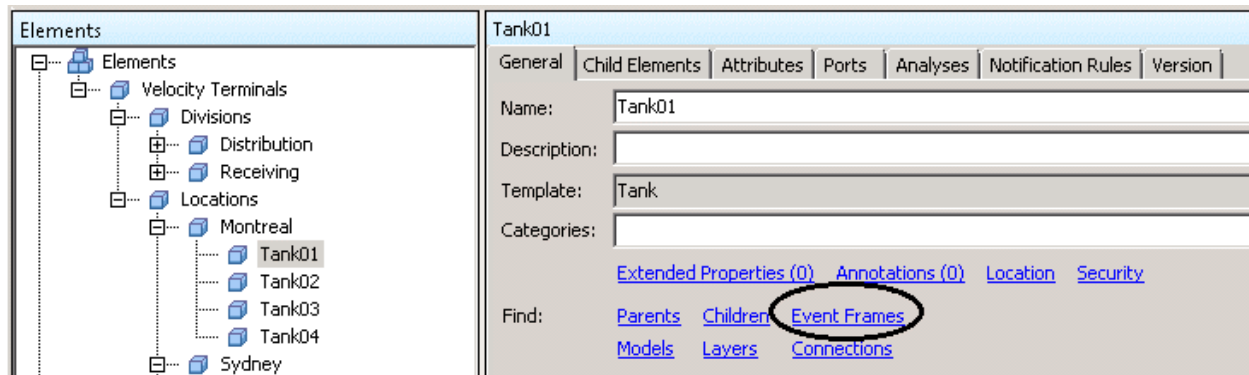 Elements
Elements
Velocity Terminals
Divisions
Distribution
Receiving
Locations
Montreal
Tank01
Tank02
Tank03
Tank04
Sydney
Tank01
General Child Elements Attributes Ports Analyses Notification Rules Version
Name: Tank01
Description:
Template: Tank
Categories:
Extended Properties (0) Annotations (0) Location Security
Find: Parents Children Event Frames
Models Layers Connections